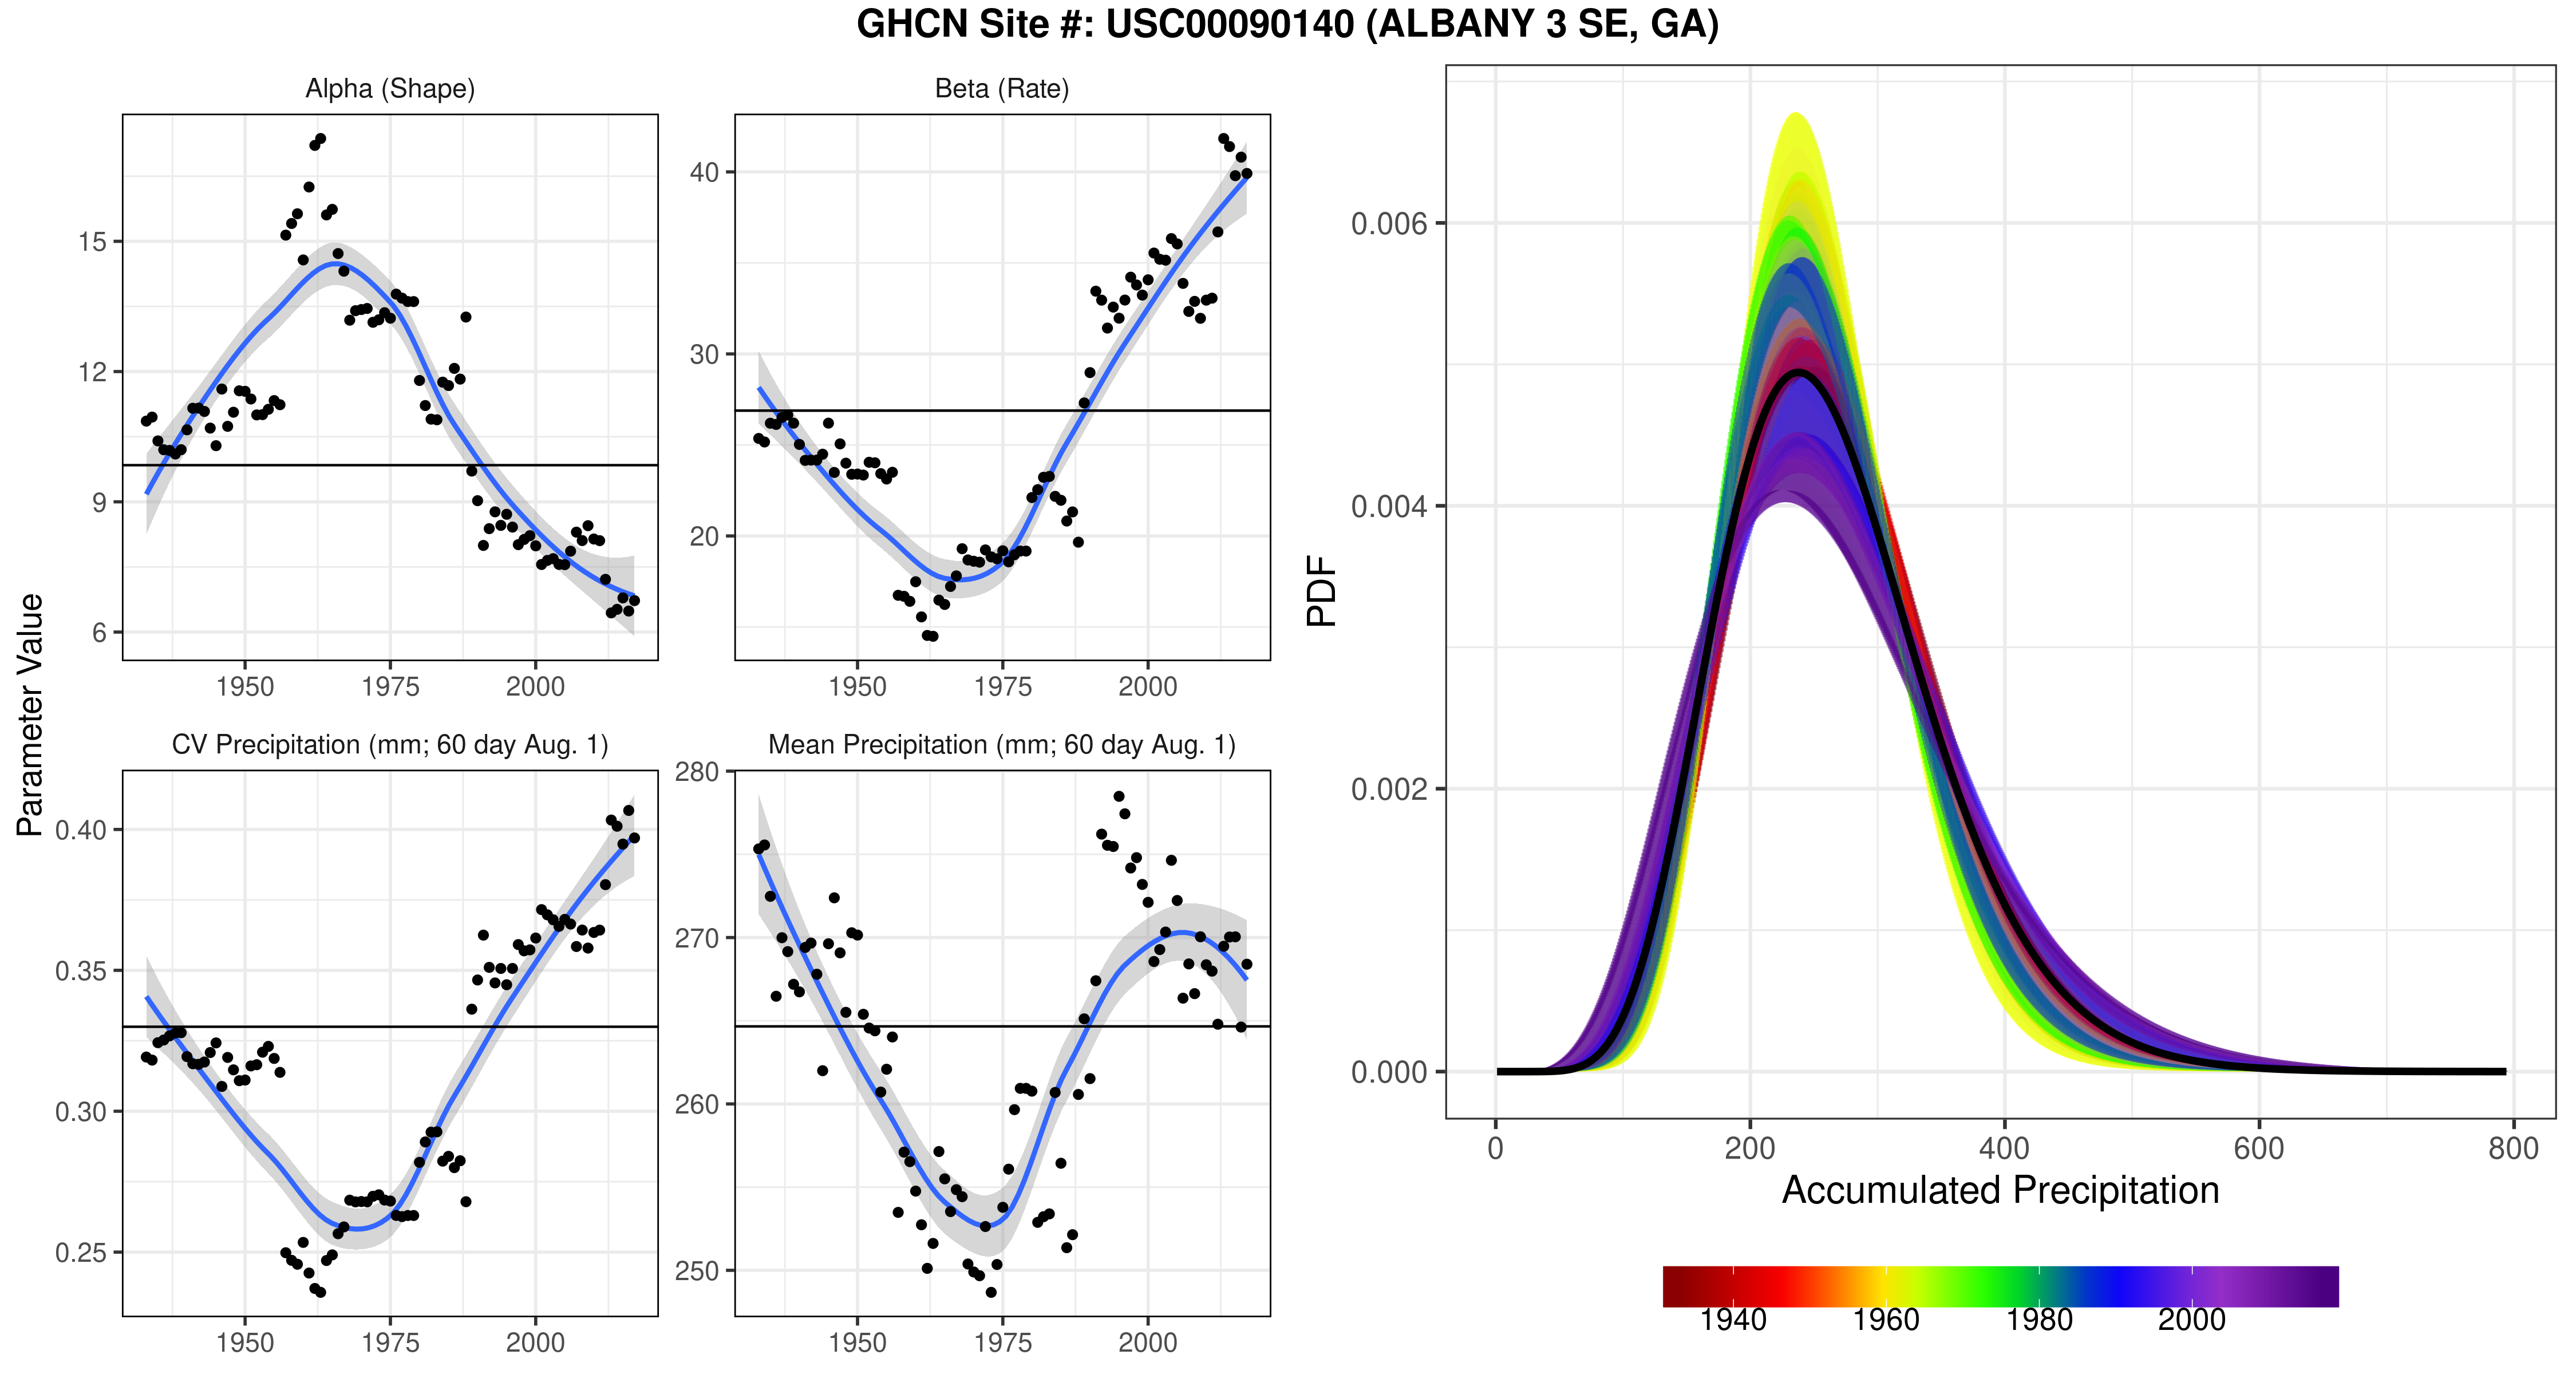 GHCN Site #: USC00090140 (ALBANY 3 SE, GA)
Parameter Value
Alpha (Shape)
15
12
9
6
1950 1975 2000
Beta (Rate)
40
30
20
1950 1975 2000
CV Precipitation (mm; 60 day Aug. 1)
0.40
0.35
0.30
0.25
1950 1975 2000
Mean Precipitation (mm; 60 day Aug. 1)
280
270
260
250
1950 1975 2000
PDF
0.006
0.004
0.002
0.000
0 200 400 600 800
Accumulated Precipitation
1940 1960 1980 2000